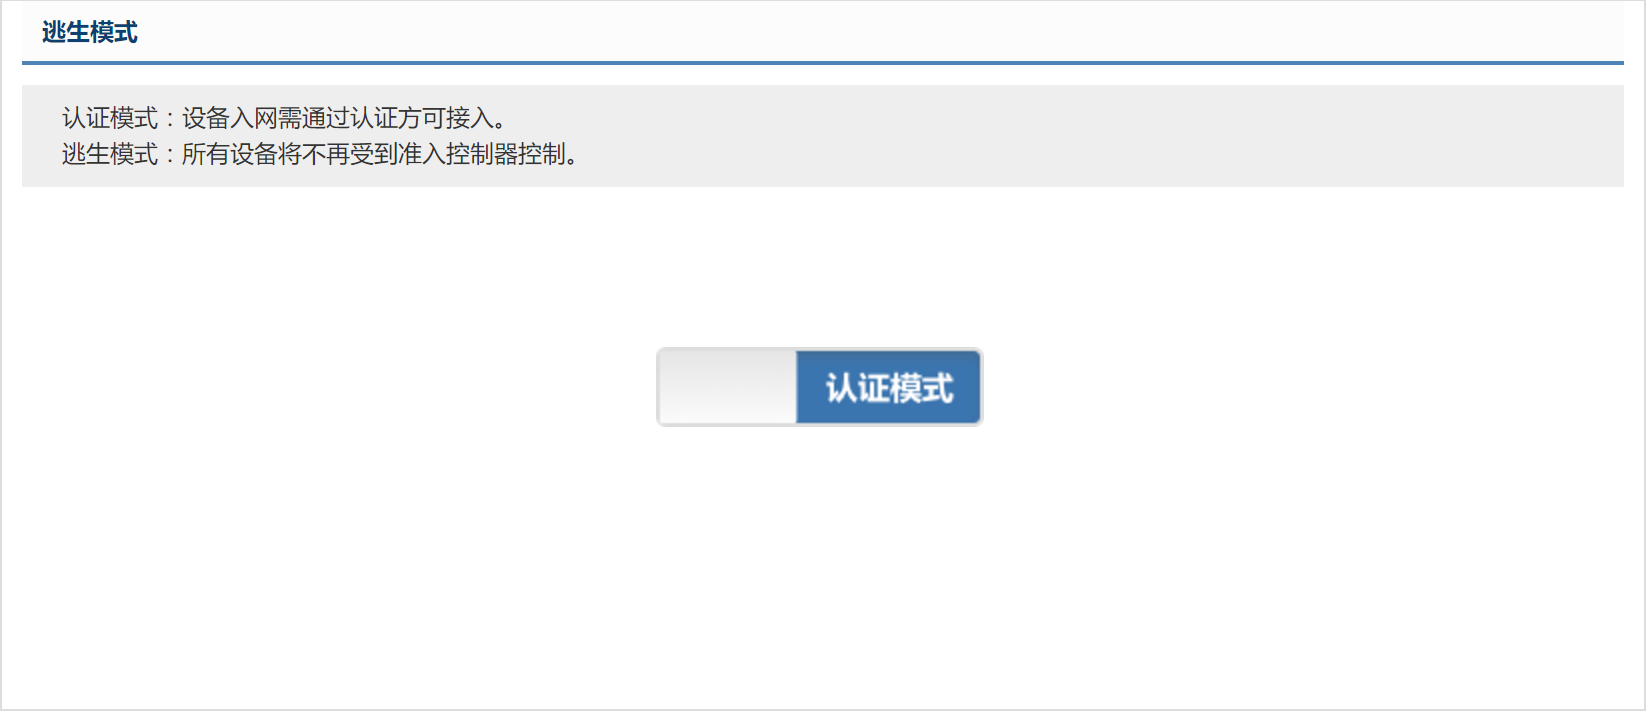 逃生模式
认证模式：设备入网需通过认证方可接入。
逃生模式：所有设备将不再受到准入控制器控制。
认证模式